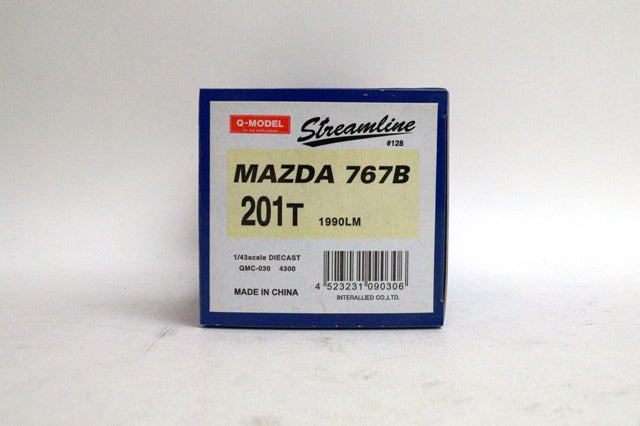 Q-MODEL
for the enthusiasts
Streamline
#128
MAZDA 767B
201T 1990LM
1/43scale DIECAST
QMC-030 4300
MADE IN CHINA
4 523231 090306
INTERALLIED CO.,LTD.